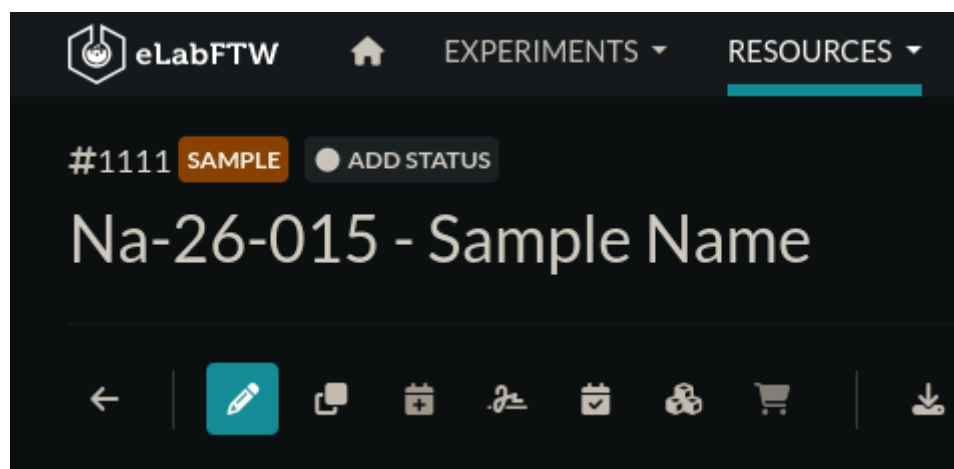 eLabFTW EXPERIMENTS RESOURCES
#1111 SAMPLE ADD STATUS
Na-26-015 - Sample Name